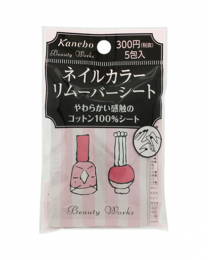 Kanebo
Beauty Works
300円(税抜)
5包入
ネイルカラー
リムーバーシート
やわらかい感触の
コットン100%シート
Beauty Works